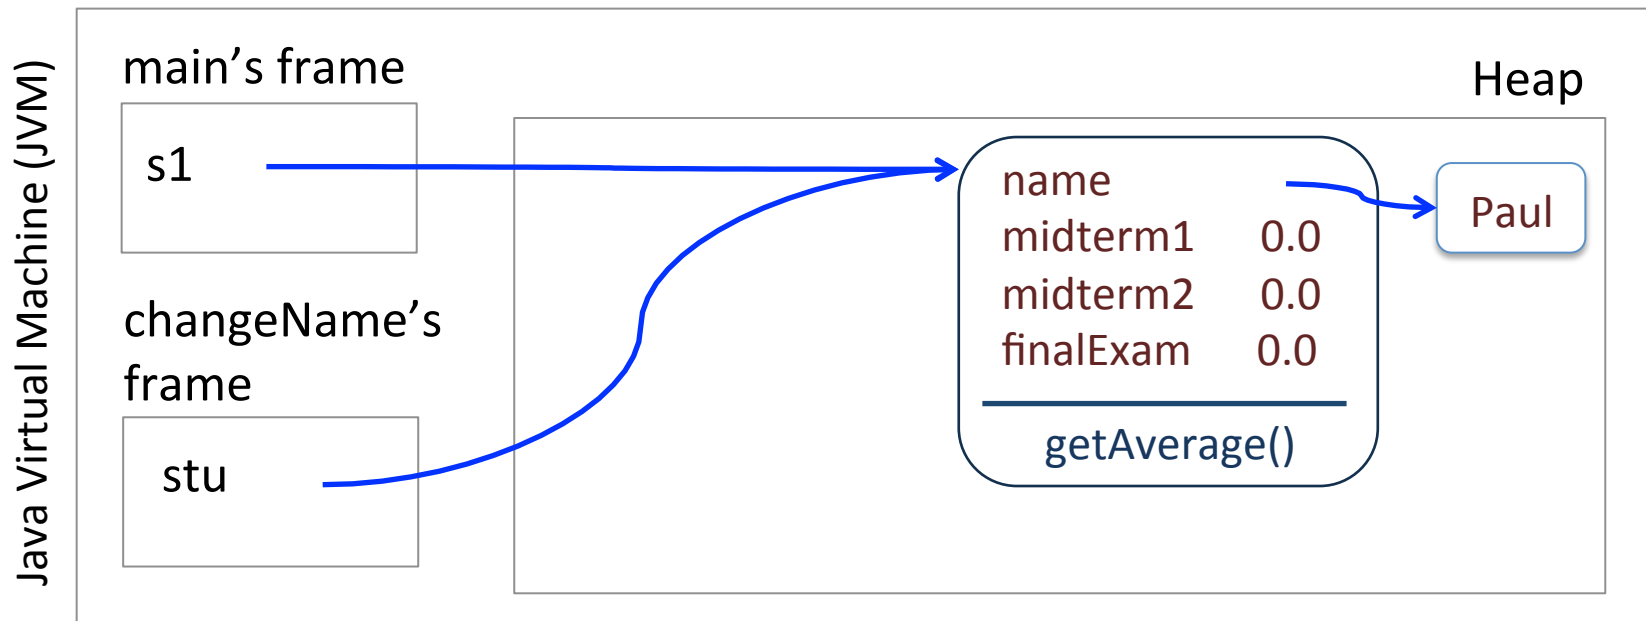 Java Virtual Machine (JVM)
main’s frame
s1
changeName’s
frame
stu
Heap
name
midterm1 0.0
midterm2 0.0
finalExam 0.0
getAverage()
Paul